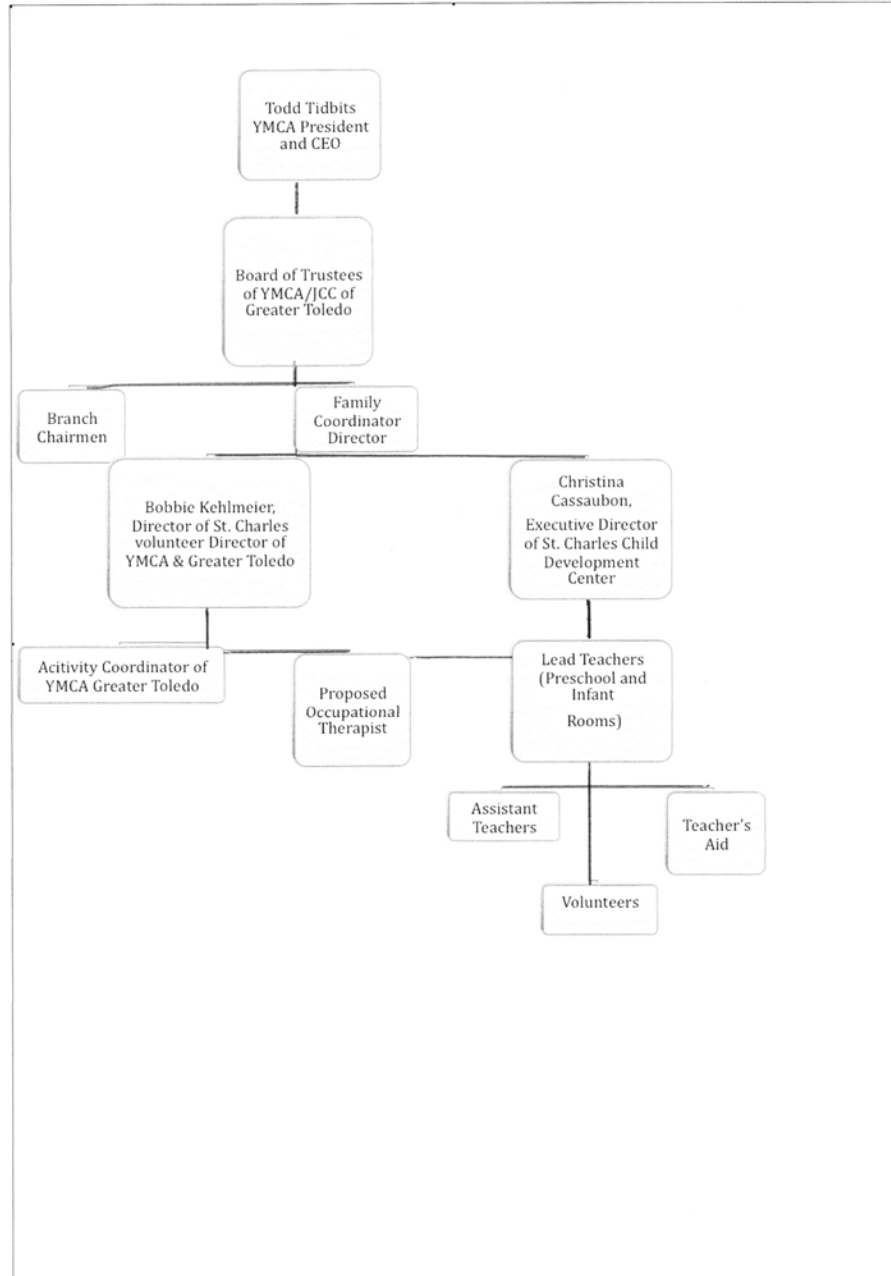 Todd Tidbits
YMCA President
and CEO
Board of Trustees
of YMCA/JCC of
Greater Toledo
Branch
Chairmen
Family
Coordinator
Director
Bobbie Kehlmeier,
Director of St. Charles
volunteer Director of
YMCA & Greater Toledo
Christina
Cassaubon,
Executive Director
of St. Charles Child
Development
Center
Acitivity Coordinator of
YMCA Greater Toledo
Proposed
Occupational
Therapist
Lead Teachers
(Preschool and
Infant
Rooms)
Assistant
Teachers
Teacher's
Aid
Volunteers